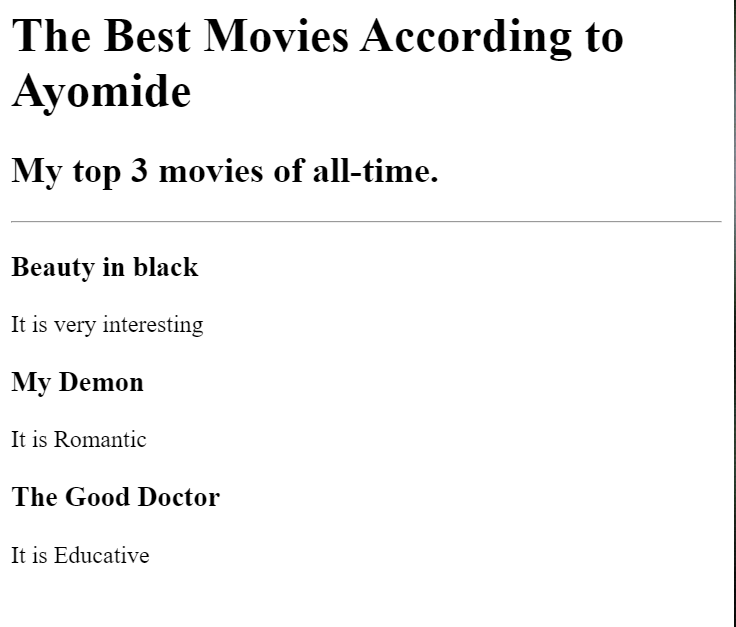 The Best Movies According to
Ayomide
My top 3 movies of all-time.
Beauty in black
It is very interesting
My Demon
It is Romantic
The Good Doctor
It is Educative